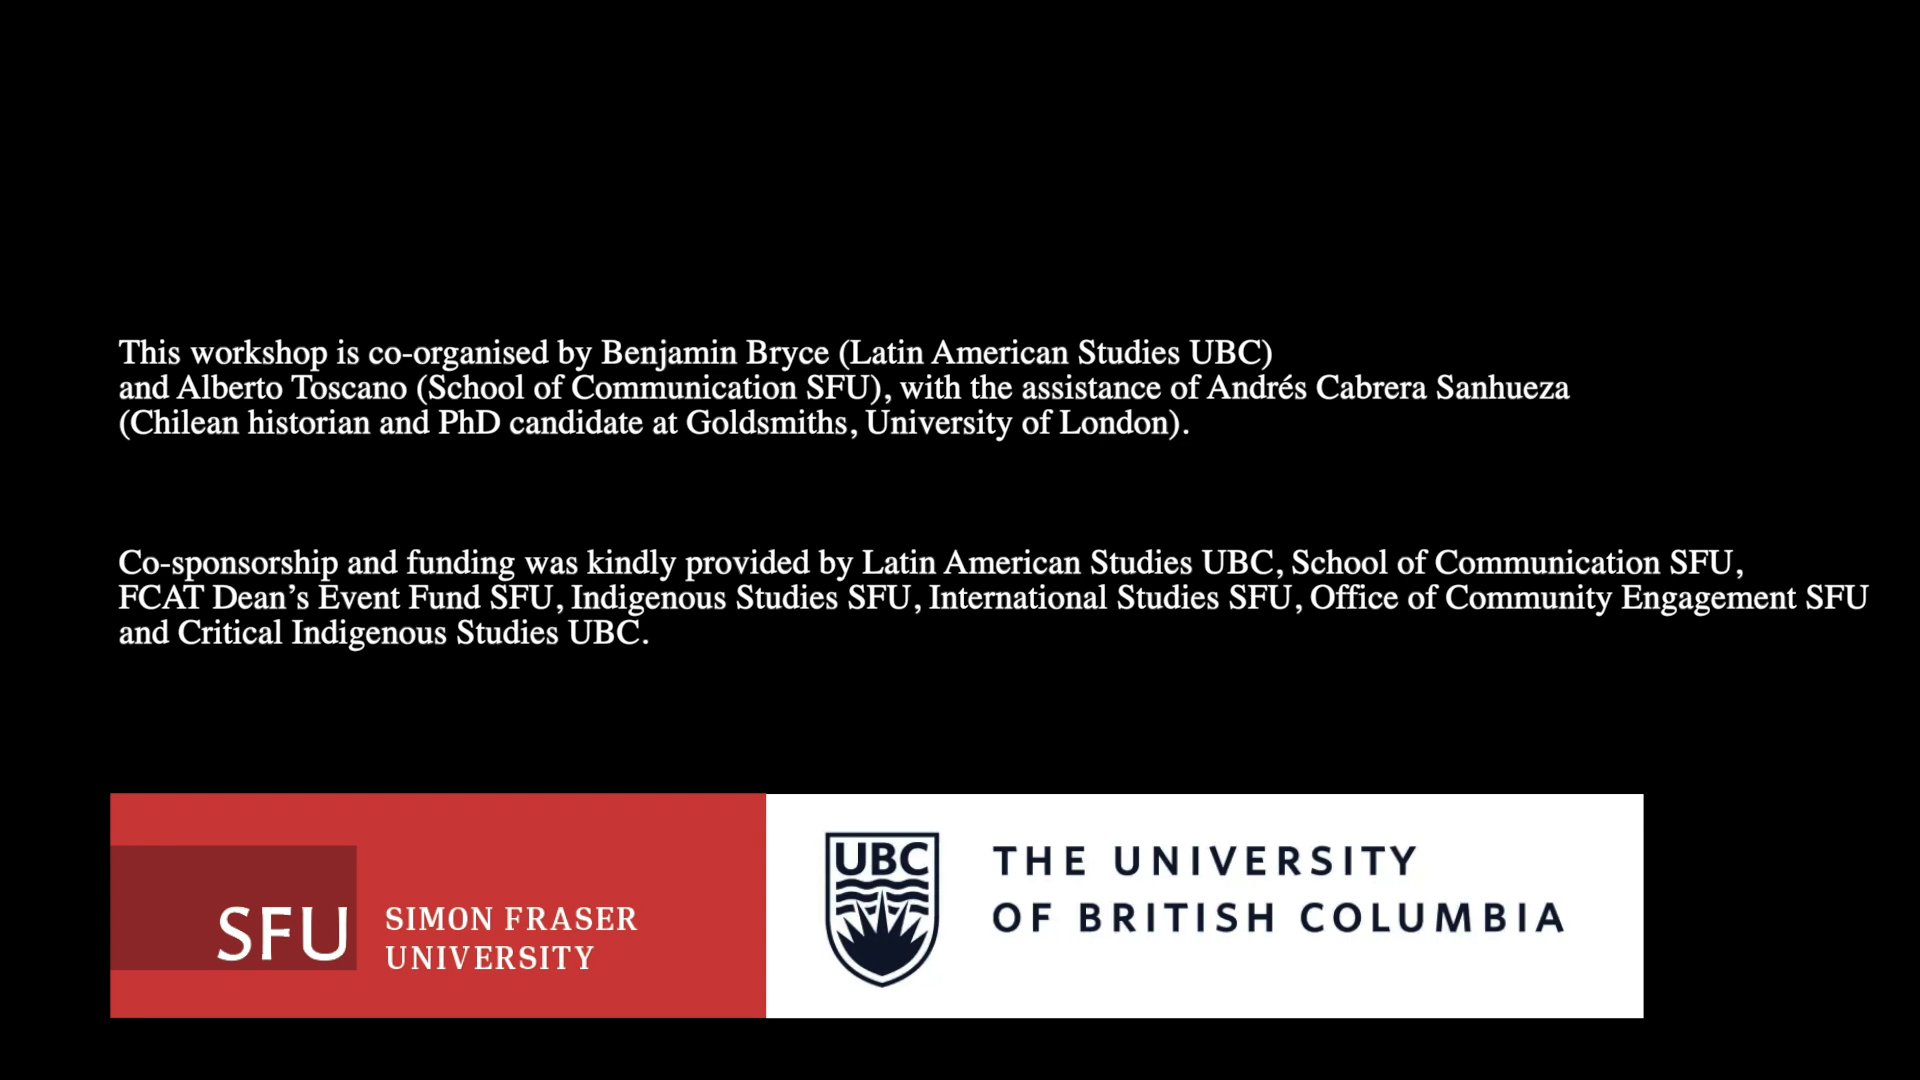 This workshop is co-organised by Benjamin Bryce (Latin American Studies UBC)
and Alberto Toscano (School of Communication SFU), with the assistance of Andrés Cabrera Sanhueza
(Chilean historian and PhD candidate at Goldsmiths, University of London).
Co-sponsorship and funding was kindly provided by Latin American Studies UBC, School of Communication SFU,
FCAT Dean’s Event Fund SFU, Indigenous Studies SFU, International Studies SFU, Office of Community Engagement SFU
and Critical Indigenous Studies UBC.
SFU
SIMON FRASER
UNIVERSITY
UBC
THE UNIVERSITY
OF BRITISH COLUMBIA